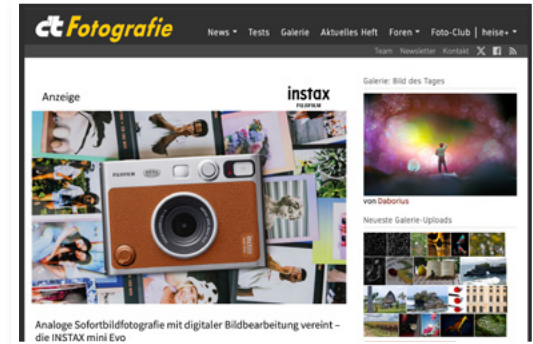 c't Fotografie
News Tests Galerie Aktuelles Heft Foren Foto-Club | heise+
Team Newsletter Kontakt
Anzeige
instax
FUJIFILM
FUJIFILM
Analoge Sofortbildfotografie mit digitaler Bildbearbeitung vereint –
die INSTAX mini Evo
Galerie: Bild des Tages
von Daborius
Neueste Galerie-Uploads